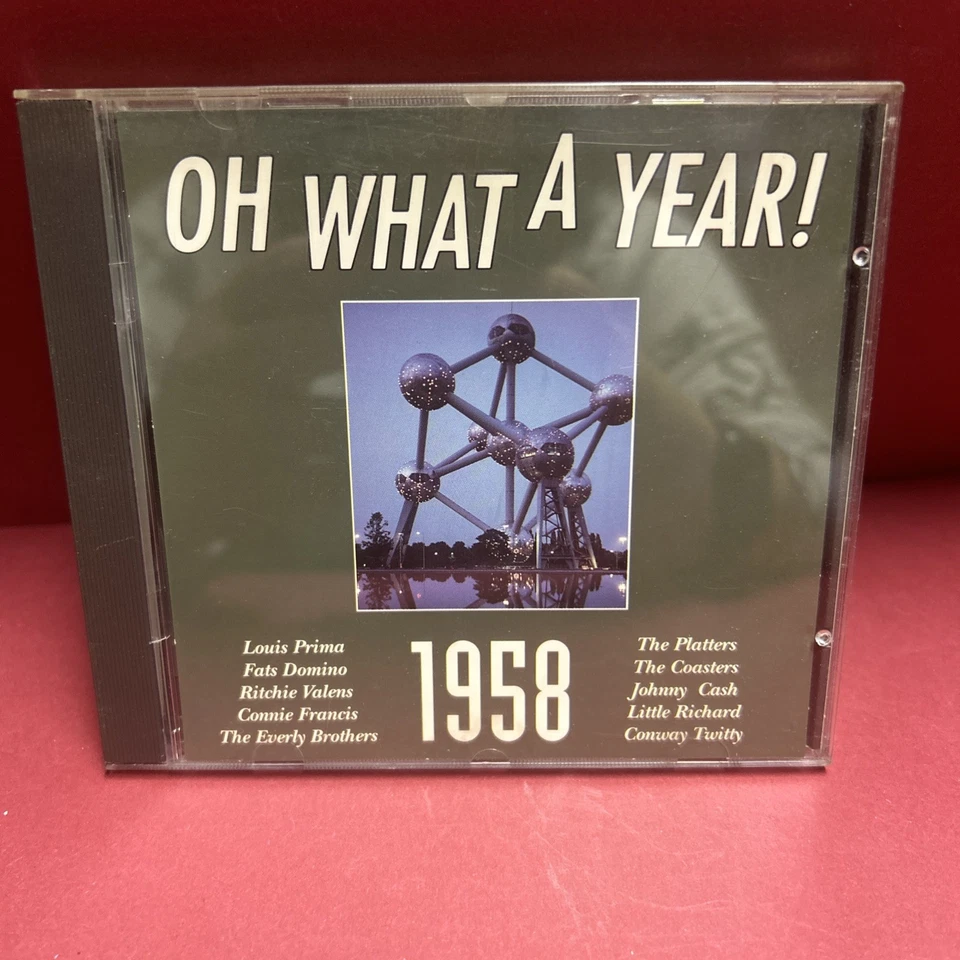 OH WHAT A YEAR!
Louis Prima
Fats Domino
Ritchie Valens
Connie Francis
The Everly Brothers
1958
The Platters
The Coasters
Johnny Cash
Little Richard
Conway Twitty